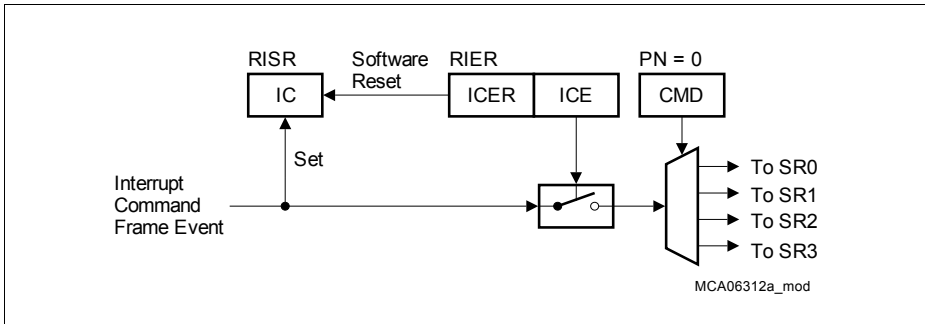 RISR
Software
Reset
RIER
PN = 0
IC
ICER
ICE
CMD
Set
Interrupt
Command
Frame Event
To SR0
To SR1
To SR2
To SR3
MCA06312a_mod